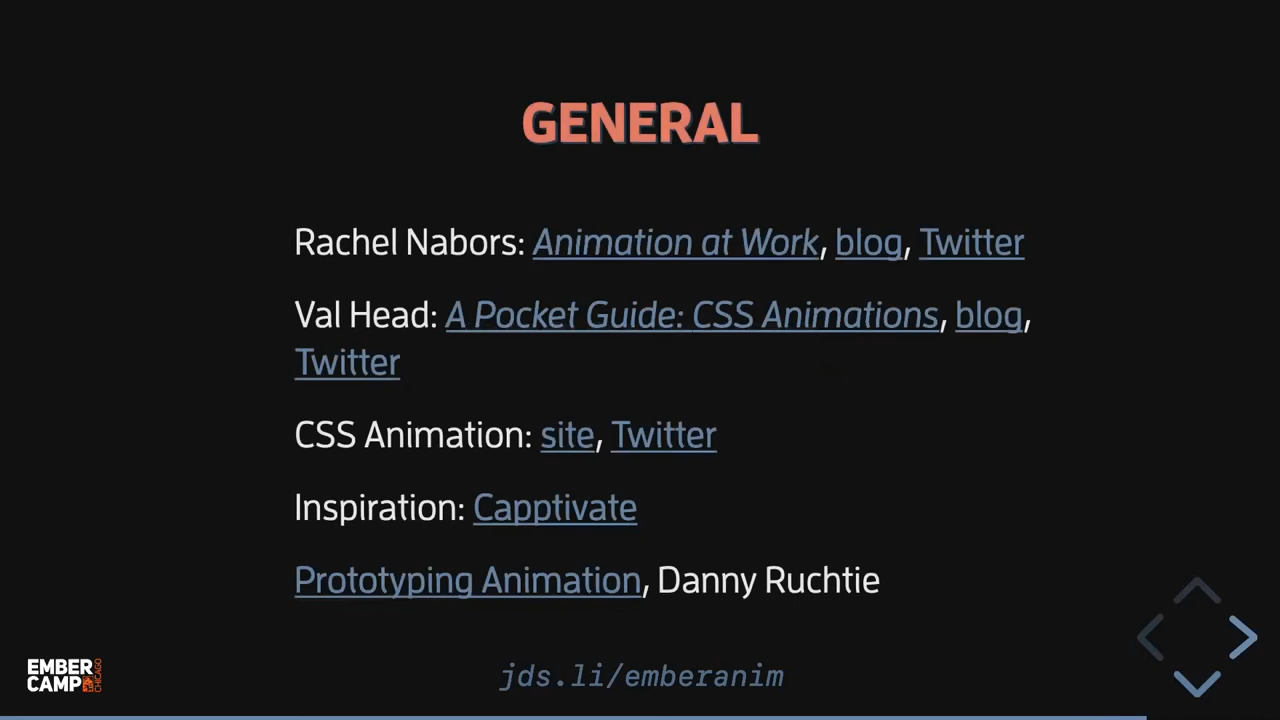 GENERAL
Rachel Nabors: Animation at Work, blog, Twitter
Val Head: A Pocket Guide: CSS Animations, blog,
Twitter
CSS Animation: site, Twitter
Inspiration: Capptivate
Prototyping Animation, Danny Ruchtie
jds.li/emberanim
EMBER
CAMP
CHICAGO